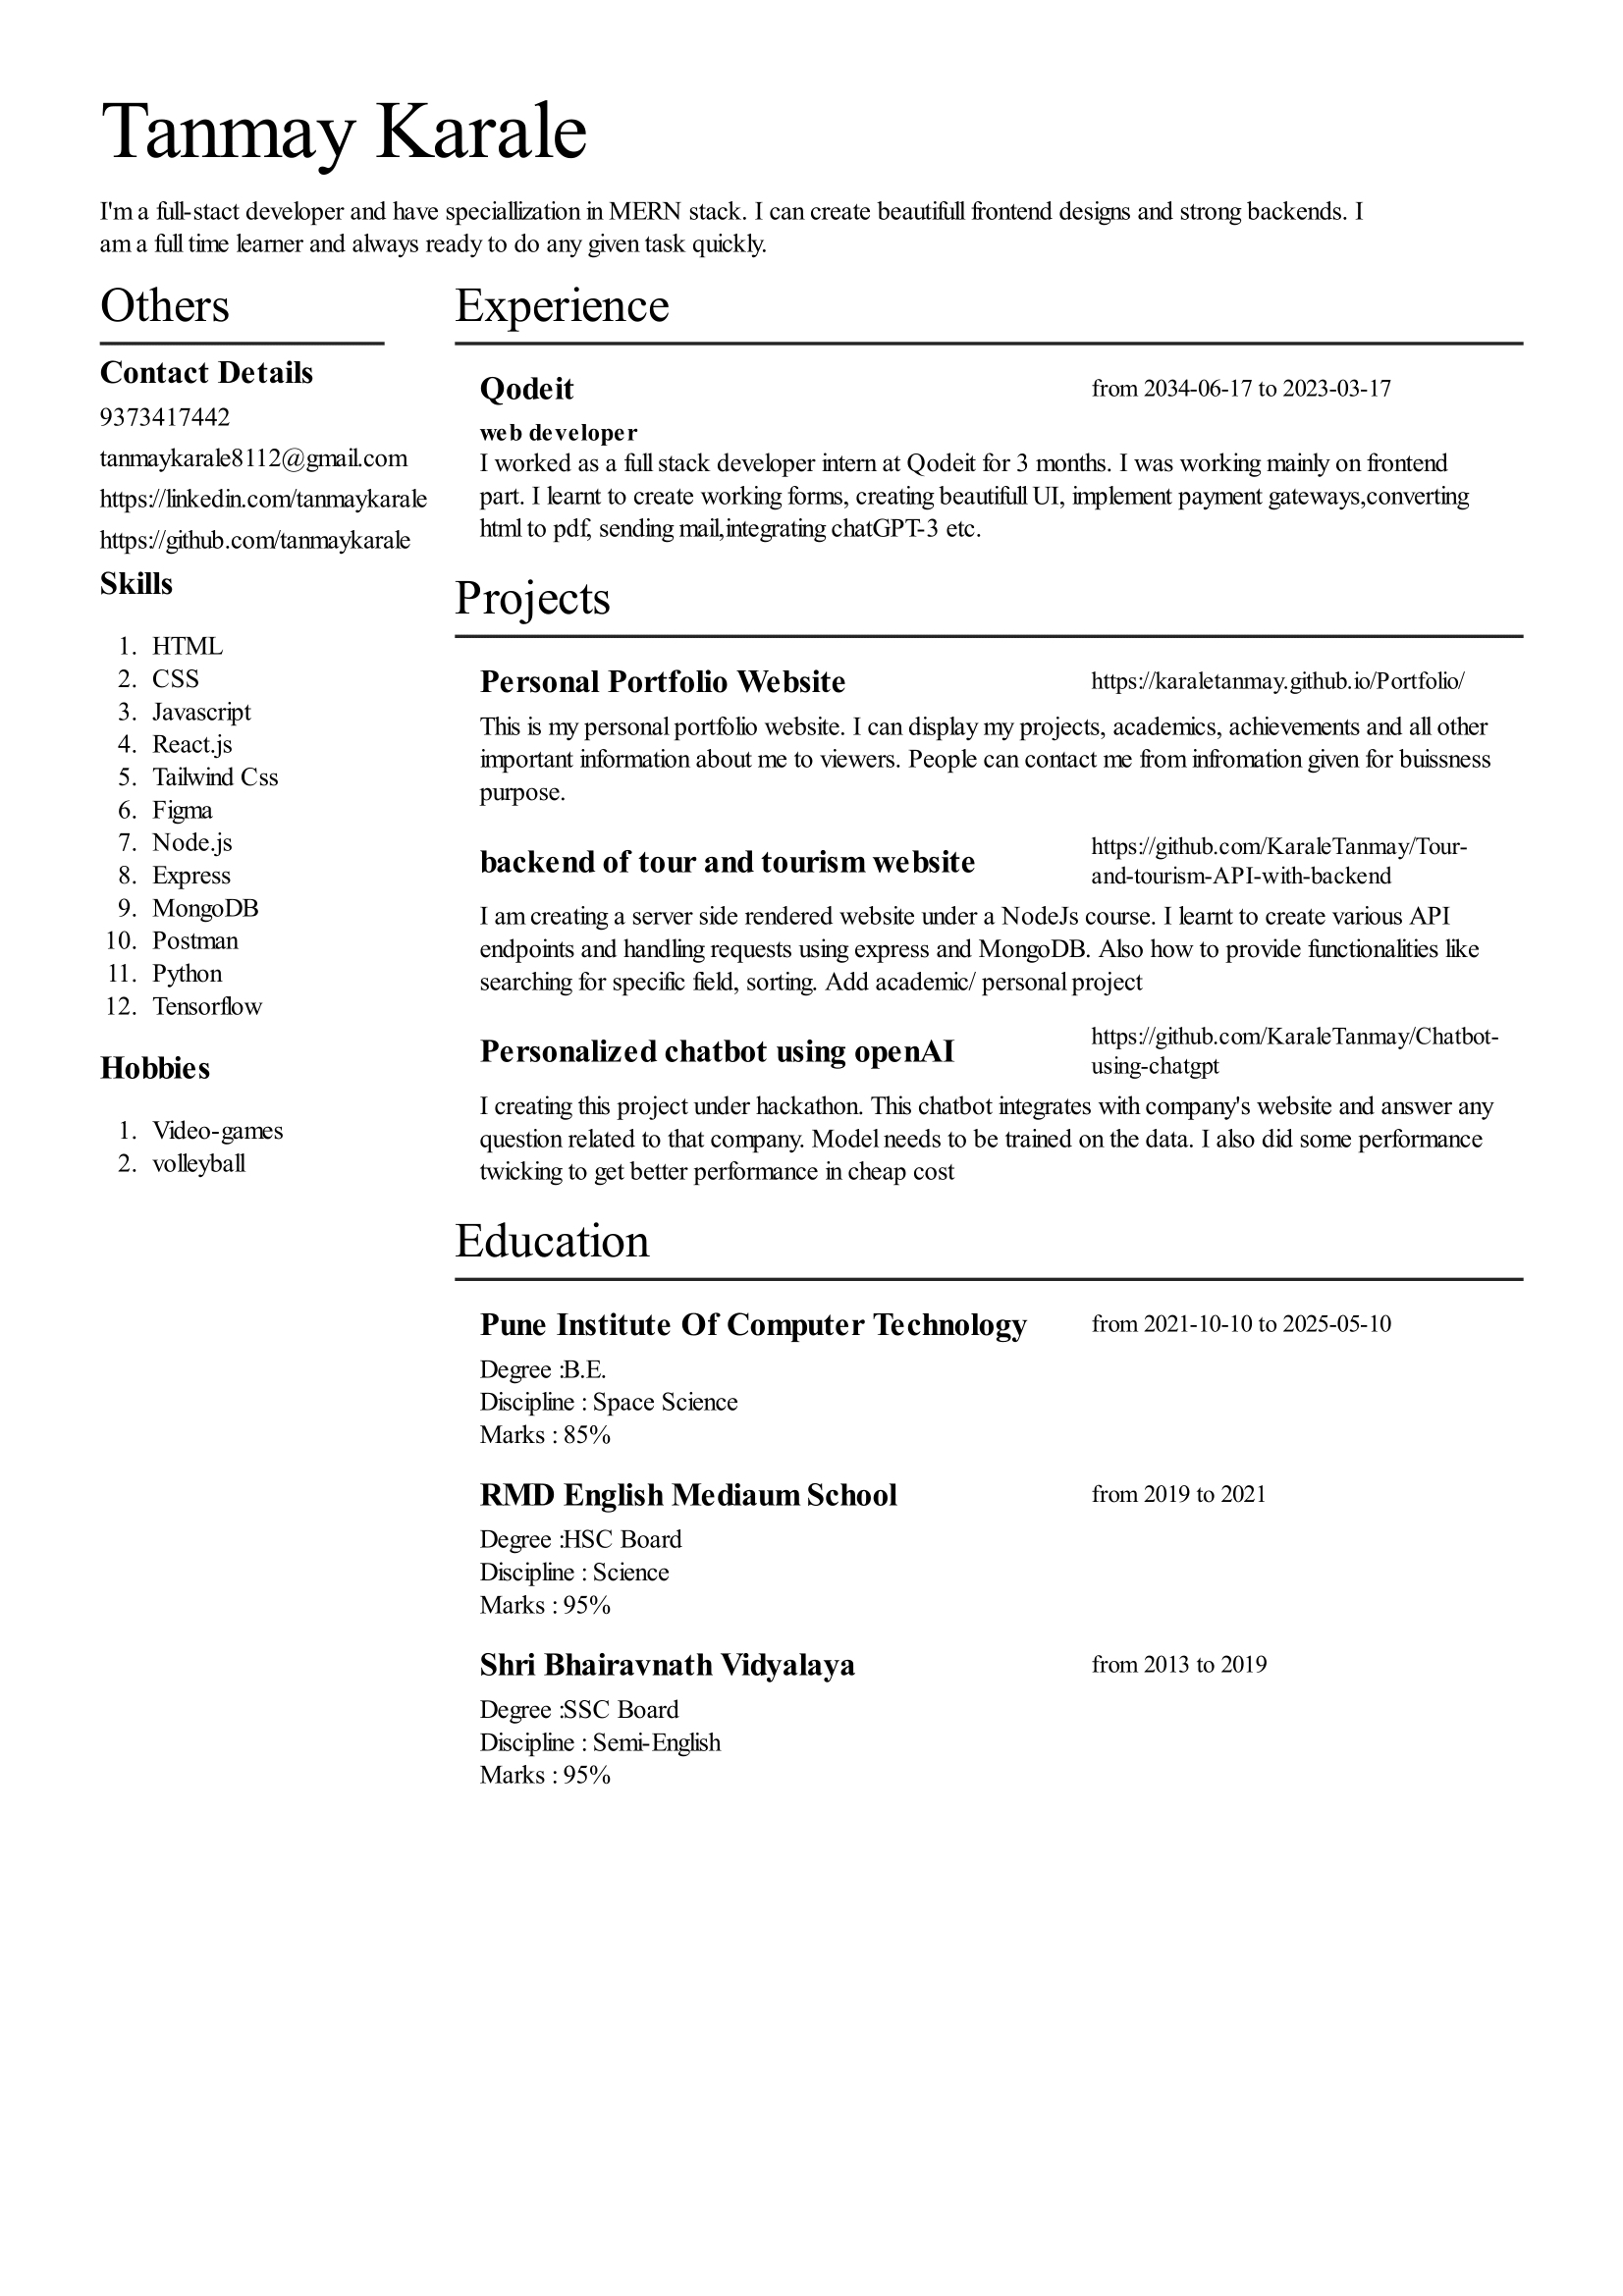 Tanmay Karale
I'm a full-stact developer and have speciallization in MERN stack. I can create beautifull frontend designs and strong backends. I
am a full time learner and always ready to do any given task quickly.
Others
Contact Details
9373417442
tanmaykarale8112@gmail.com
https://linkedin.com/tanmaykarale
https://github.com/tanmaykarale
Skills
1. HTML
2. CSS
3. Javascript
4. React.js
5. Tailwind Css
6. Figma
7. Node.js
8. Express
9. MongoDB
10. Postman
11. Python
12. Tensorflow
Hobbies
1. Video-games
2. volleyball
Experience
Qodeit
from 2034-06-17 to 2023-03-17
web developer
I worked as a full stack developer intern at Qodeit for 3 months. I was working mainly on frontend
part. I learnt to create working forms, creating beautifull UI, implement payment gateways,converting
html to pdf, sending mail,integrating chatGPT-3 etc.
Projects
Personal Portfolio Website
https://karaletanmay.github.io/Portfolio/
This is my personal portfolio website. I can display my projects, academics, achievements and all other
important information about me to viewers. People can contact me from infromation given for buissness
purpose.
backend of tour and tourism website
https://github.com/KaraleTanmay/Tour-
and-tourism-API-with-backend
I am creating a server side rendered website under a NodeJs course. I learnt to create various API
endpoints and handling requests using express and MongoDB. Also how to provide functionalities like
searching for specific field, sorting. Add academic/ personal project
Personalized chatbot using openAI
https://github.com/KaraleTanmay/Chatbot-
using-chatgpt
I creating this project under hackathon. This chatbot integrates with company's website and answer any
question related to that company. Model needs to be trained on the data. I also did some performance
twicking to get better performance in cheap cost
Education
Pune Institute Of Computer Technology
from 2021-10-10 to 2025-05-10
Degree :B.E.
Discipline : Space Science
Marks : 85%
RMD English Mediaum School
from 2019 to 2021
Degree :HSC Board
Discipline : Science
Marks : 95%
Shri Bhairavnath Vidyalaya
from 2013 to 2019
Degree :SSC Board
Discipline : Semi-English
Marks : 95%